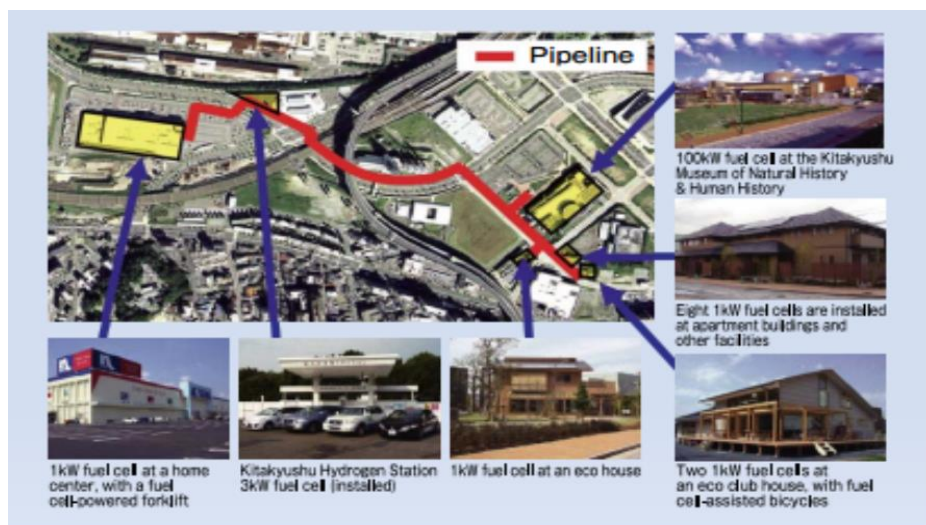 Pipeline
100kW fuel cell at the Kitakyushu
Museum of Natural History
& Human History
Eight 1kW fuel cells are installed
at apartment buildings and
other facilities
1kW fuel cell at a home
center, with a fuel
cell-powered forklift
Kitakyushu Hydrogen Station
3kW fuel cell (installed)
1kW fuel cell at an eco house
Two 1kW fuel cells at
an eco club house, with fuel
cell-assisted bicycles